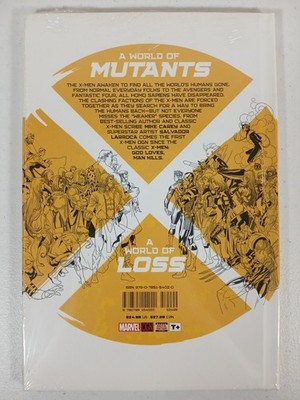 A WORLD OF
MUTANTS
THE X-MEN AWAKEN TO FIND ALL THE WORLD'S HUMANS GONE.
FROM NORMAL EVERYDAY FOLKS TO THE AVENGERS AND
FANTASTIC FOUR, ALL HOMO SAPIENS HAVE DISAPPEARED.
THE CLASHING FACTIONS OF THE X-MEN ARE FORCED
TOGETHER AS THEY SEARCH FOR A WAY TO BRING
THE HUMANS BACK—BUT NOT EVERYONE
MISSES THE "WEAKER" SPECIES. FROM
BEST-SELLING AUTHOR AND CLASSIC
X-MEN SCRIBE MIKE CAREY AND
SUPERSTAR ARTIST SALVADOR
LARROCA COMES THE FIRST
X-MEN OGN SINCE THE
CLASSIC X-MEN:
GOD LOVES,
MAN KILLS.
A
WORLD OF
LOSS
MARVEL
T+